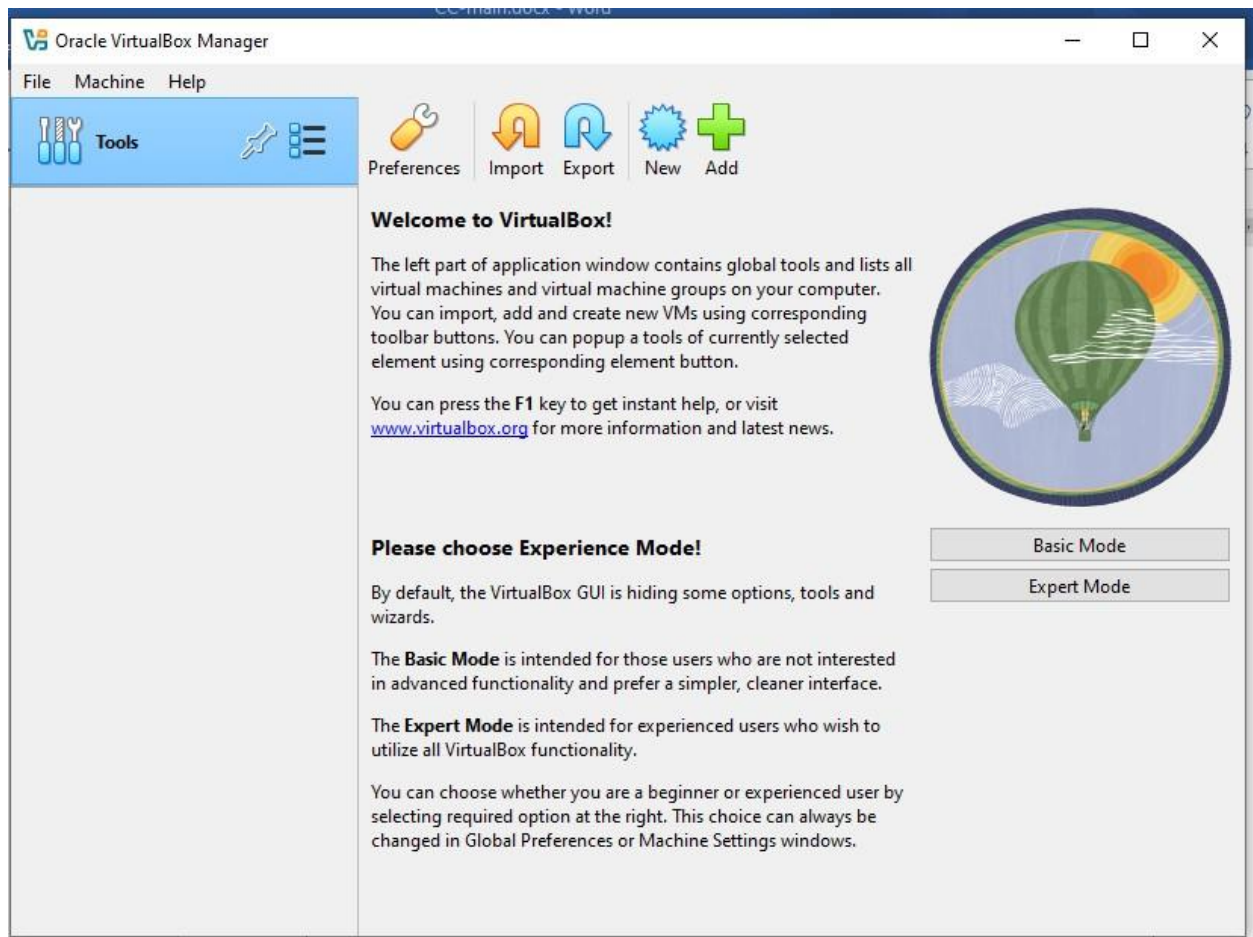 CC-main.docx - Word
Oracle VirtualBox Manager
File Machine Help
Tools
Preferences Import Export New Add
Welcome to VirtualBox!
The left part of application window contains global tools and lists all
virtual machines and virtual machine groups on your computer.
You can import, add and create new VMs using corresponding
toolbar buttons. You can popup a tools of currently selected
element using corresponding element button.
You can press the F1 key to get instant help, or visit
www.virtualbox.org for more information and latest news.
Please choose Experience Mode!
Basic Mode
Expert Mode
By default, the VirtualBox GUI is hiding some options, tools and
wizards.
The Basic Mode is intended for those users who are not interested
in advanced functionality and prefer a simpler, cleaner interface.
The Expert Mode is intended for experienced users who wish to
utilize all VirtualBox functionality.
You can choose whether you are a beginner or experienced user by
selecting required option at the right. This choice can always be
changed in Global Preferences or Machine Settings windows.